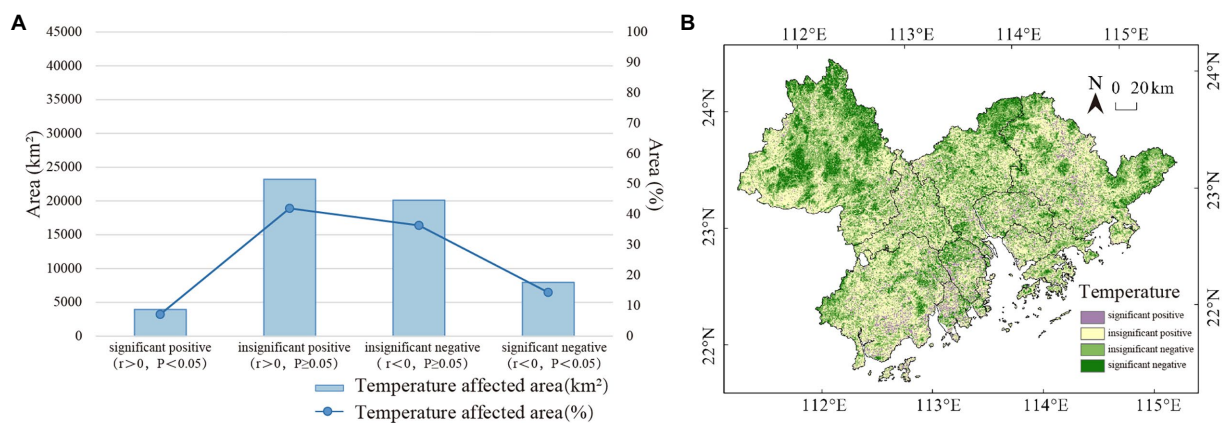 A
45000
40000
35000
30000
25000
20000
15000
10000
5000
0
Area (km²)
100
90
80
70
60
50
40
30
20
10
0
Area (%)
significant positive
(r>0, P<0.05)
insignificant positive
(r>0, P≥0.05)
insignificant negative
(r<0, P≥0.05)
significant negative
(r<0, P<0.05)
Temperature affected area(km²)
Temperature affected area(%)
B
112°E 113°E 114°E 115°E
24°N
23°N
22°N
24°N
23°N
22°N
N
0 20km
Temperature
significant positive
insignificant positive
insignificant negative
significant negative
112°E 113°E 114°E 115°E